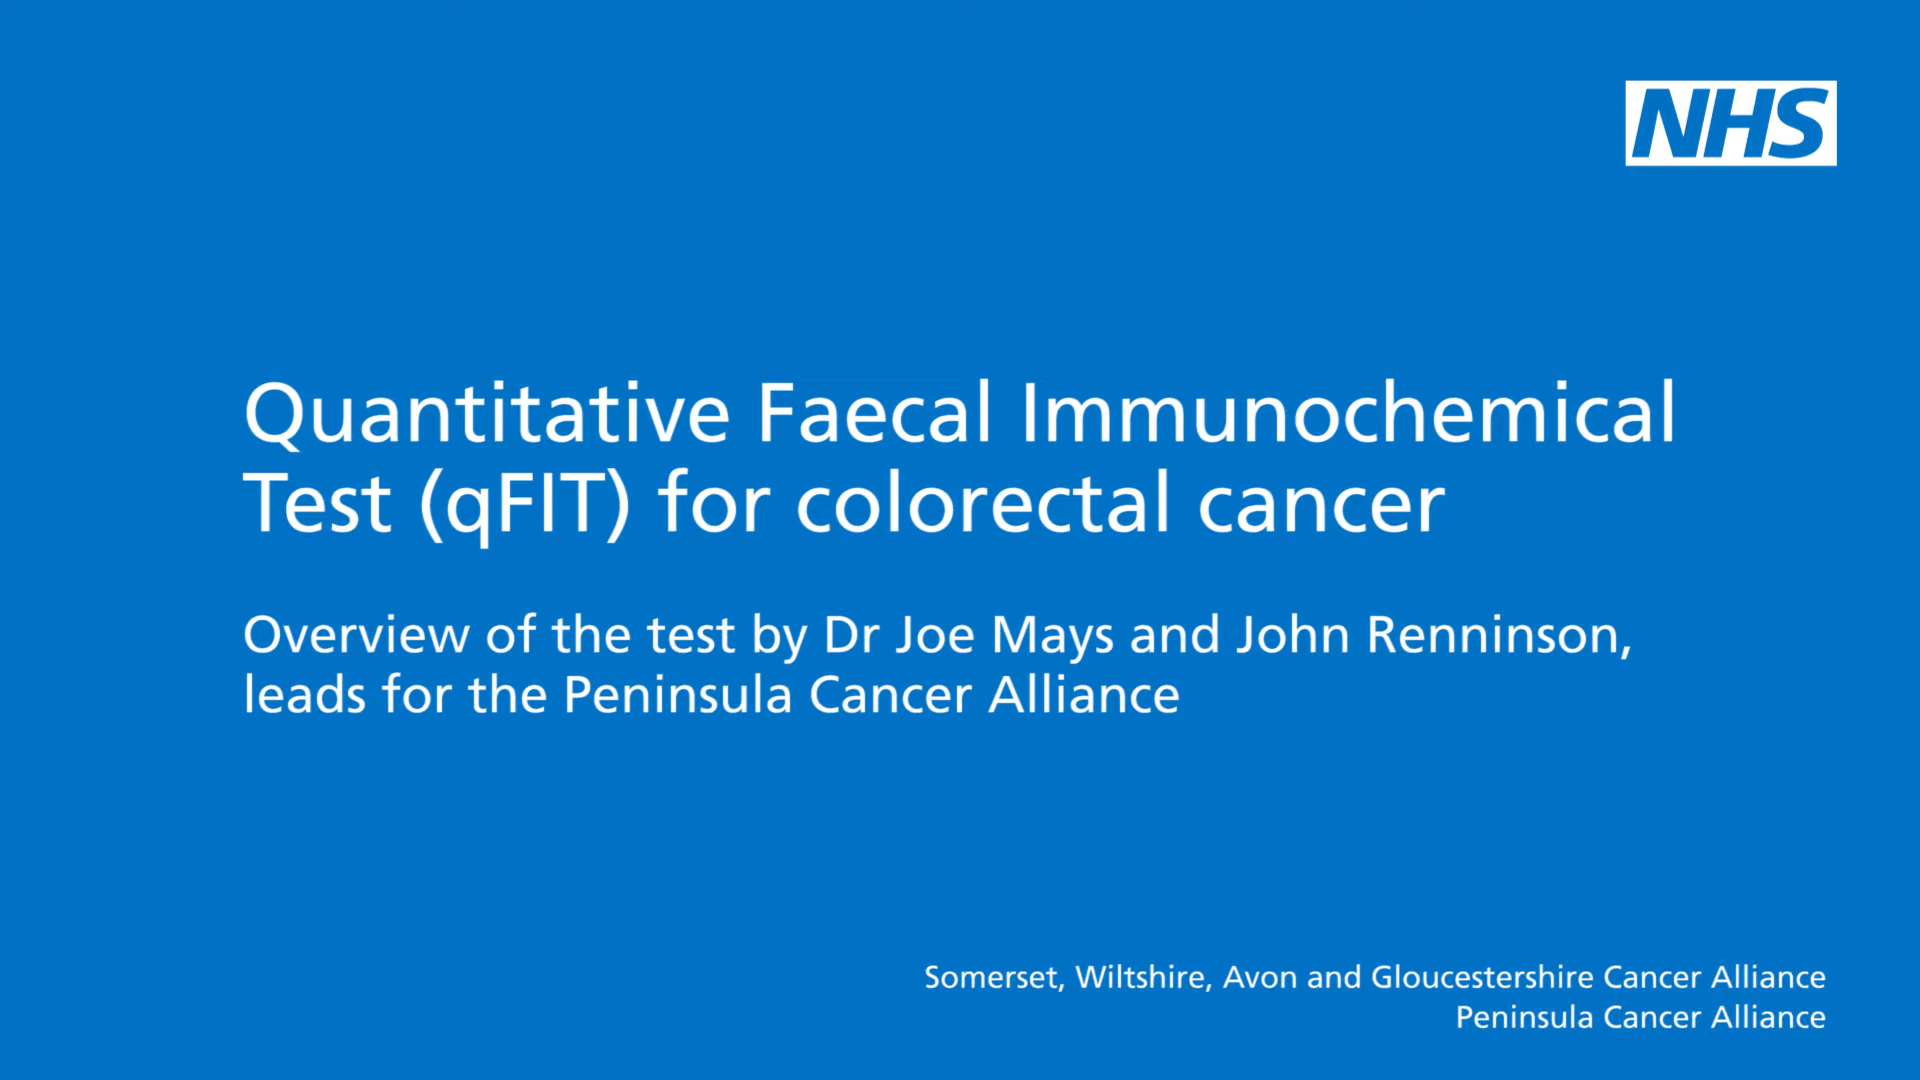 NHS
Quantitative Faecal Immunochemical
Test (qFIT) for colorectal cancer
Overview of the test by Dr Joe Mays and John Renninson,
leads for the Peninsula Cancer Alliance
Somerset, Wiltshire, Avon and Gloucestershire Cancer Alliance
Peninsula Cancer Alliance